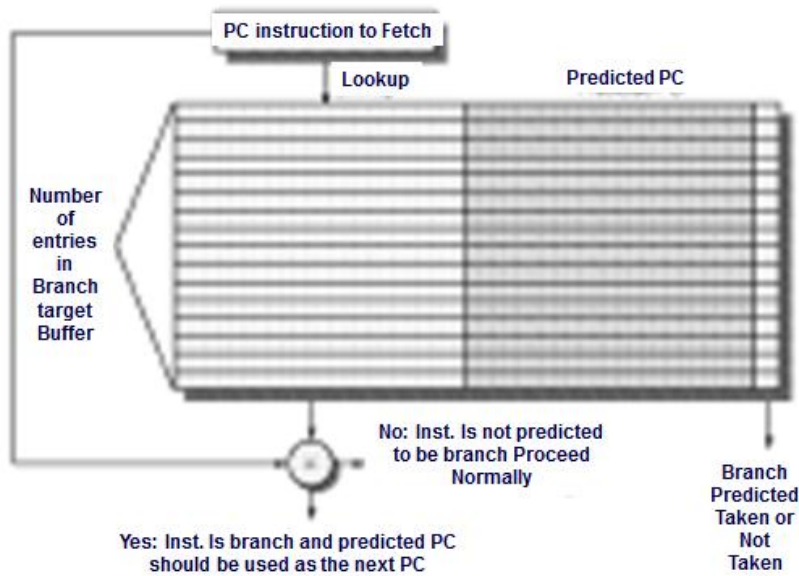 PC instruction to Fetch
Lookup
Predicted PC
Number
of
entries
in
Branch
target
Buffer
No: Inst. Is not predicted
to be branch Proceed
Normally
Branch
Predicted
Taken or
Not
Taken
Yes: Inst. Is branch and predicted PC
should be used as the next PC